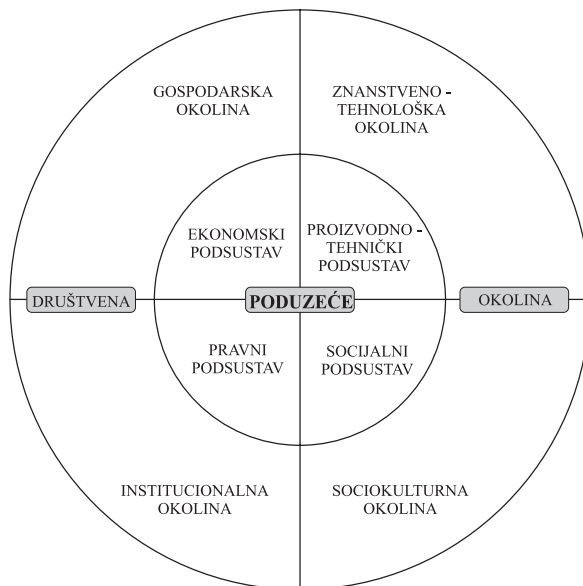 GOSPODARSKA
OKOLINA
ZNANSTVENO -
TEHNOLOŠKA
OKOLINA
EKONOMSKI
PODSUSTAV
PROIZVODNO -
TEHNIČKI
PODSUSTAV
DRUŠTVENA
PODUZEĆE
OKOLINA
PRAVNI
PODSUSTAV
SOCIJALNI
PODSUSTAV
INSTITUCIONALNA
OKOLINA
SOCIOKULTURNA
OKOLINA